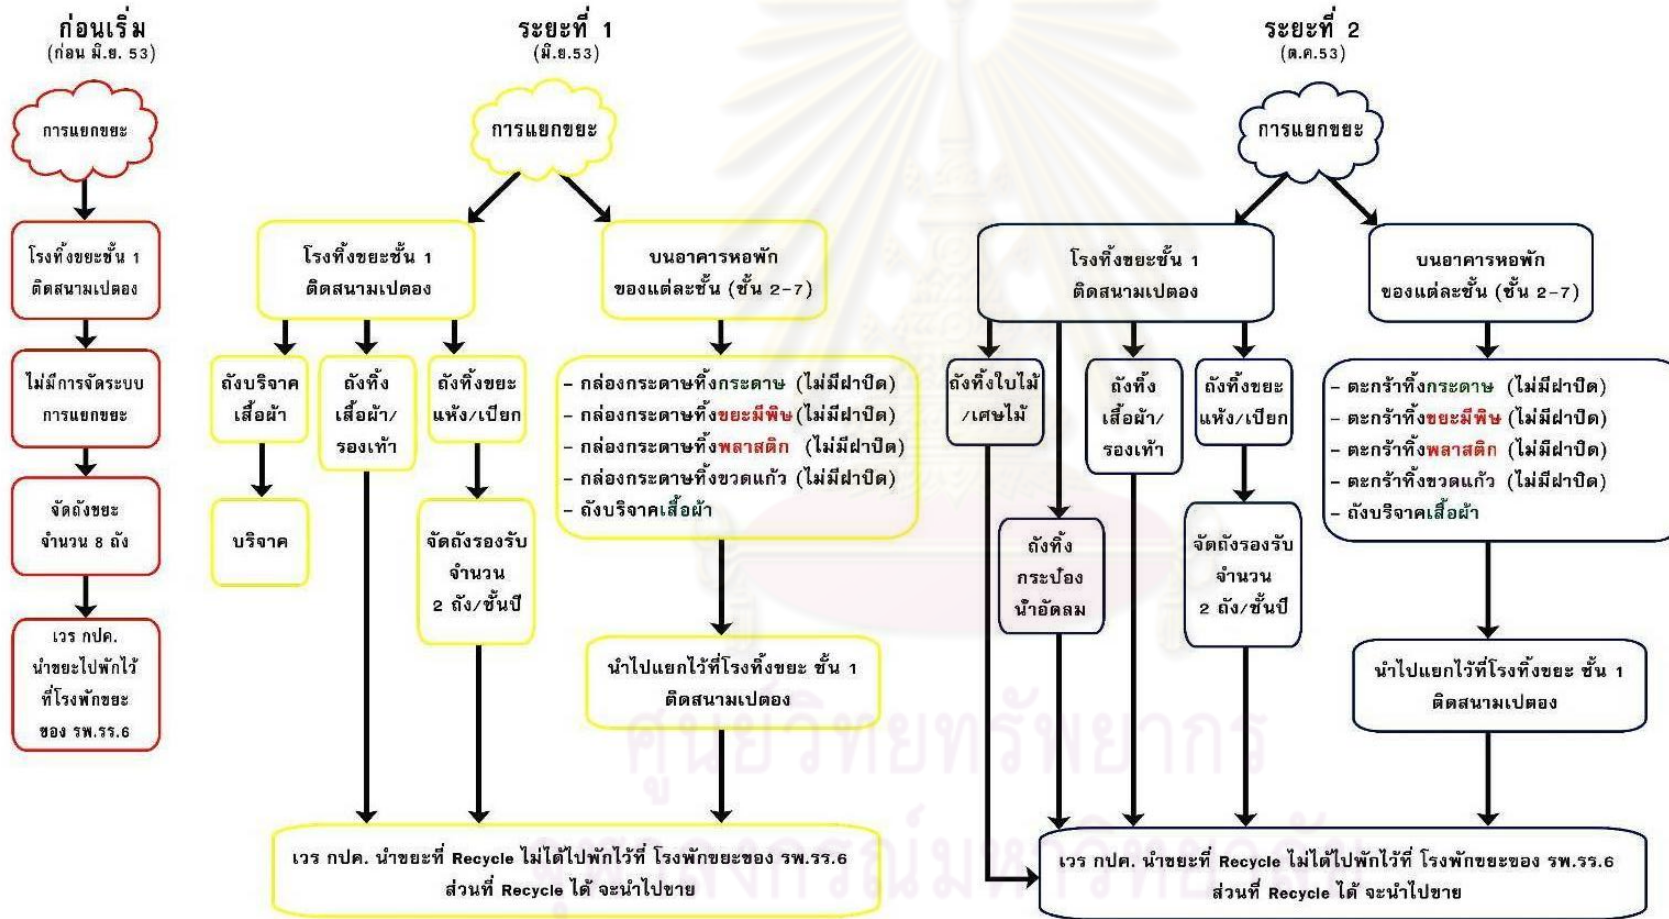 ก่อนเริ่ม
(ก่อน มิ.ย. 53)
การแยกขยะ
โรงทิ้งขยะชั้น 1
ติดสนามเปตอง
ไม่มีการจัดระบบ
การแยกขยะ
จัดถังขยะ
จำนวน 8 ถัง
เวร กปค.
นำขยะไปพักไว้
ที่โรงพักขยะ
ของ รพ.รร.6
ระยะที่ 1
(มิ.ย.53)
การแยกขยะ
โรงทิ้งขยะชั้น 1
ติดสนามเปตอง
บนอาคารหอพัก
ของแต่ละชั้น (ชั้น 2-7)
ถังบริจาค
เสื้อผ้า
ถังทิ้ง
เสื้อผ้า/
รองเท้า
ถังทิ้งขยะ
แห้ง/เปียก
- กล่องกระดาษทิ้งกระดาษ (ไม่มีฝาปิด)
- กล่องกระดาษทิ้งขยะมีพิษ (ไม่มีฝาปิด)
- กล่องกระดาษทิ้งพลาสติก (ไม่มีฝาปิด)
- กล่องกระดาษทิ้งขวดแก้ว (ไม่มีฝาปิด)
- ถังบริจาคเสื้อผ้า
บริจาค
จัดถังรองรับ
จำนวน
2 ถัง/ชั้นปี
นำไปแยกไว้ที่โรงทิ้งขยะ ชั้น 1
ติดสนามเปตอง
เวร กปค. นำขยะที่ Recycle ไม่ได้ไปพักไว้ที่ โรงพักขยะของ รพ.รร.6
ส่วนที่ Recycle ได้ จะนำไปขาย
ระยะที่ 2
(ต.ค.53)
การแยกขยะ
โรงทิ้งขยะชั้น 1
ติดสนามเปตอง
บนอาคารหอพัก
ของแต่ละชั้น (ชั้น 2-7)
ถังทิ้งใบไม้
/เศษไม้
ถังทิ้ง
เสื้อผ้า/
รองเท้า
ถังทิ้งขยะ
แห้ง/เปียก
- ตะกร้าทิ้งกระดาษ (ไม่มีฝาปิด)
- ตะกร้าทิ้งขยะมีพิษ (ไม่มีฝาปิด)
- ตะกร้าทิ้งพลาสติก (ไม่มีฝาปิด)
- ตะกร้าทิ้งขวดแก้ว (ไม่มีฝาปิด)
- ถังบริจาคเสื้อผ้า
ถังทิ้ง
กระป๋อง
น้ำอัดลม
จัดถังรองรับ
จำนวน
2 ถัง/ชั้นปี
นำไปแยกไว้ที่โรงทิ้งขยะ ชั้น 1
ติดสนามเปตอง
เวร กปค. นำขยะที่ Recycle ไม่ได้ไปพักไว้ที่ โรงพักขยะของ รพ.รร.6
ส่วนที่ Recycle ได้ จะนำไปขาย
ศูนย์วิทยทรัพยากร
จุฬาลงกรณ์มหาวิทยาลัย